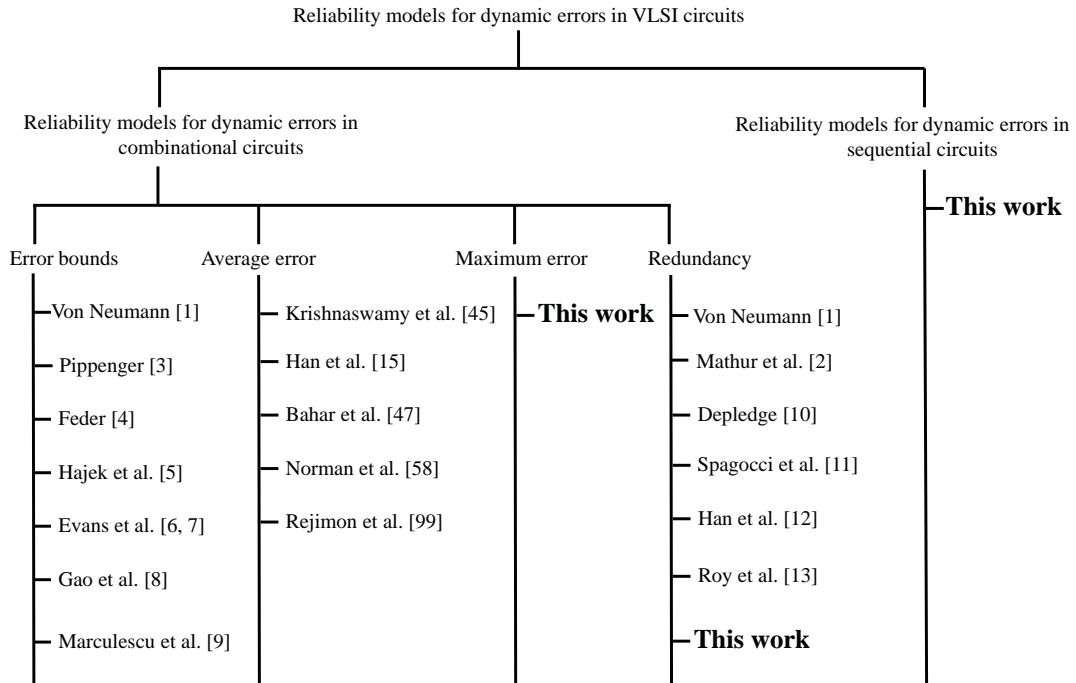 Reliability models for dynamic errors in VLSI circuits
Reliability models for dynamic errors in
combinational circuits
Reliability models for dynamic errors in
sequential circuits
This work
Error bounds
Von Neumann [1]
Pippenger [3]
Feder [4]
Hajek et al. [5]
Evans et al. [6, 7]
Gao et al. [8]
Marculescu et al. [9]
Average error
Krishnaswamy et al. [45]
Han et al. [15]
Bahar et al. [47]
Norman et al. [58]
Rejimon et al. [99]
Maximum error
This work
Redundancy
Von Neumann [1]
Mathur et al. [2]
Depledge [10]
Spagocci et al. [11]
Han et al. [12]
Roy et al. [13]
This work